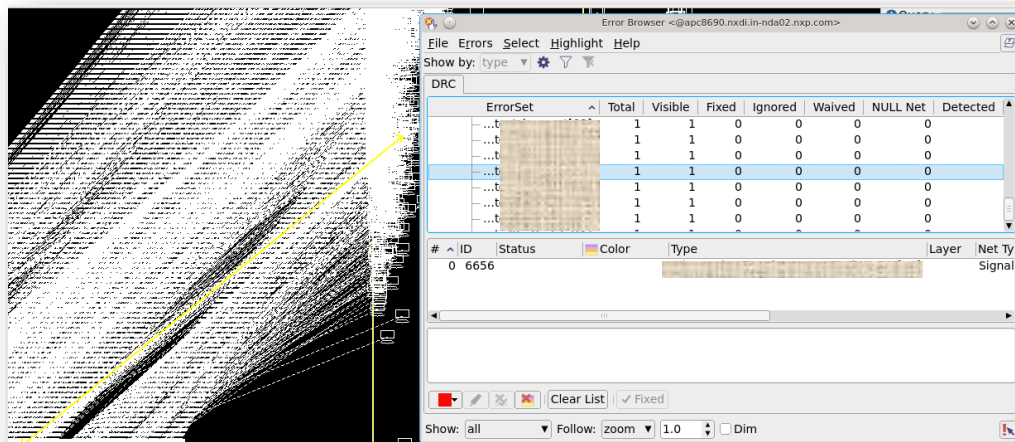 Error Browser <@apc8690.nxdi.in-nda02.nxp.com>
File Errors Select Highlight Help
Show by: type
DRC
ErrorSet Total Visible Fixed Ignored Waived NULL Net Detected
1 1 0 0 0 0
...t 1 1 0 0 0 0
...t 1 1 0 0 0 0
...t 1 1 0 0 0 0
...t 1 1 0 0 0 0
...t 1 1 0 0 0 0
...t 1 1 0 0 0 0
# ID Status Color Type Layer Net Ty
0 6656 Signal
Clear List Fixed
Show: all Follow: zoom 1.0 Dim